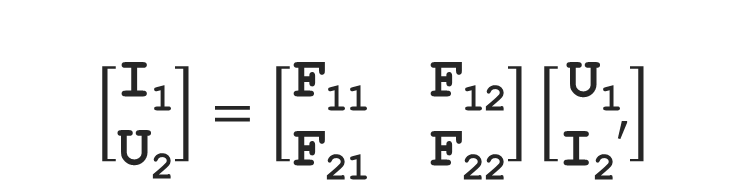 [I₁ = [F₁₁ F₁₂] [U₁
U₂] F₂₁ F₂₂ I₂,]